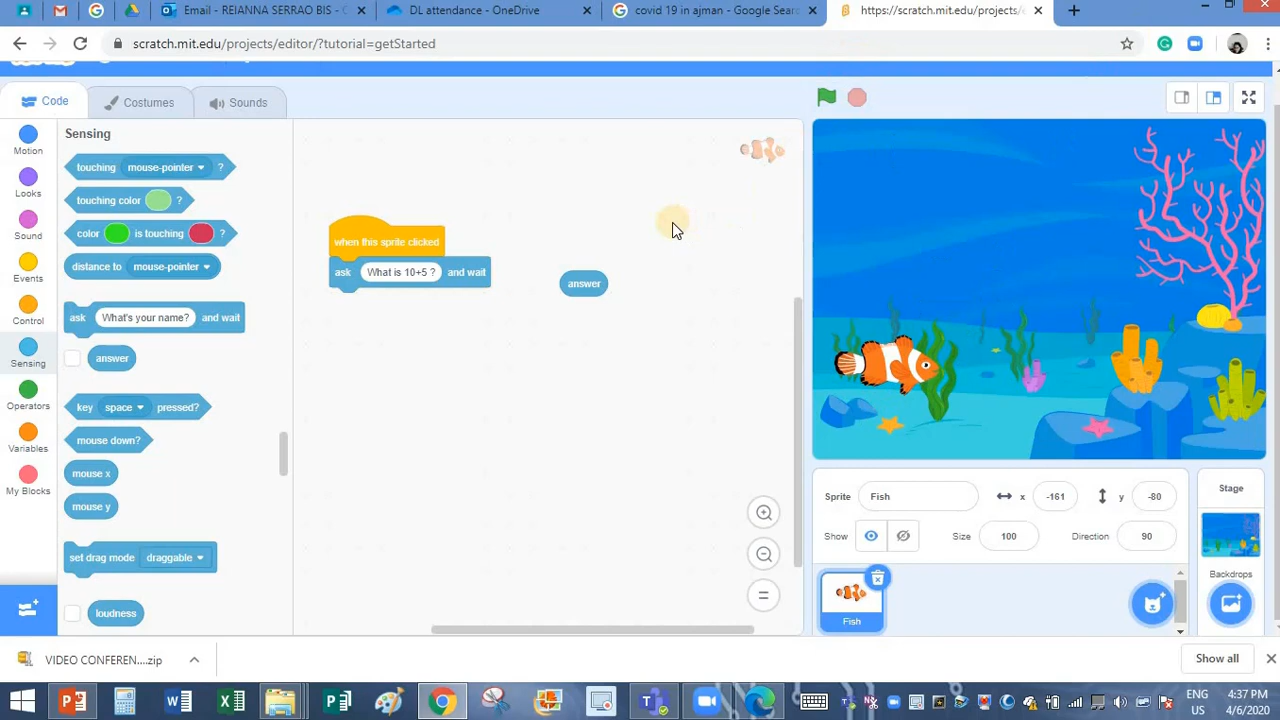 Email - REIANNA SERRAO BIS -
DL attendance - OneDrive
covid 19 in ajman - Google Sear
https://scratch.mit.edu/projects/e
scratch.mit.edu/projects/editor/?tutorial=getStarted
Code
Costumes
Sounds
Motion
Looks
Sound
Events
Control
Sensing
Operators
Variables
My Blocks
Sensing
touching mouse-pointer ?
touching color ?
color is touching ?
distance to mouse-pointer
ask What's your name? and wait
answer
key space pressed?
mouse down?
mouse x
mouse y
set drag mode draggable
loudness
when this sprite clicked
ask What is 10+5 ? and wait
answer
Sprite Fish x -161 y -80
Show Size 100 Direction 90
Fish
Stage
Backdrops
VIDEO CONFEREN....zip
Show all
ENG
US
4:37 PM
4/6/2020